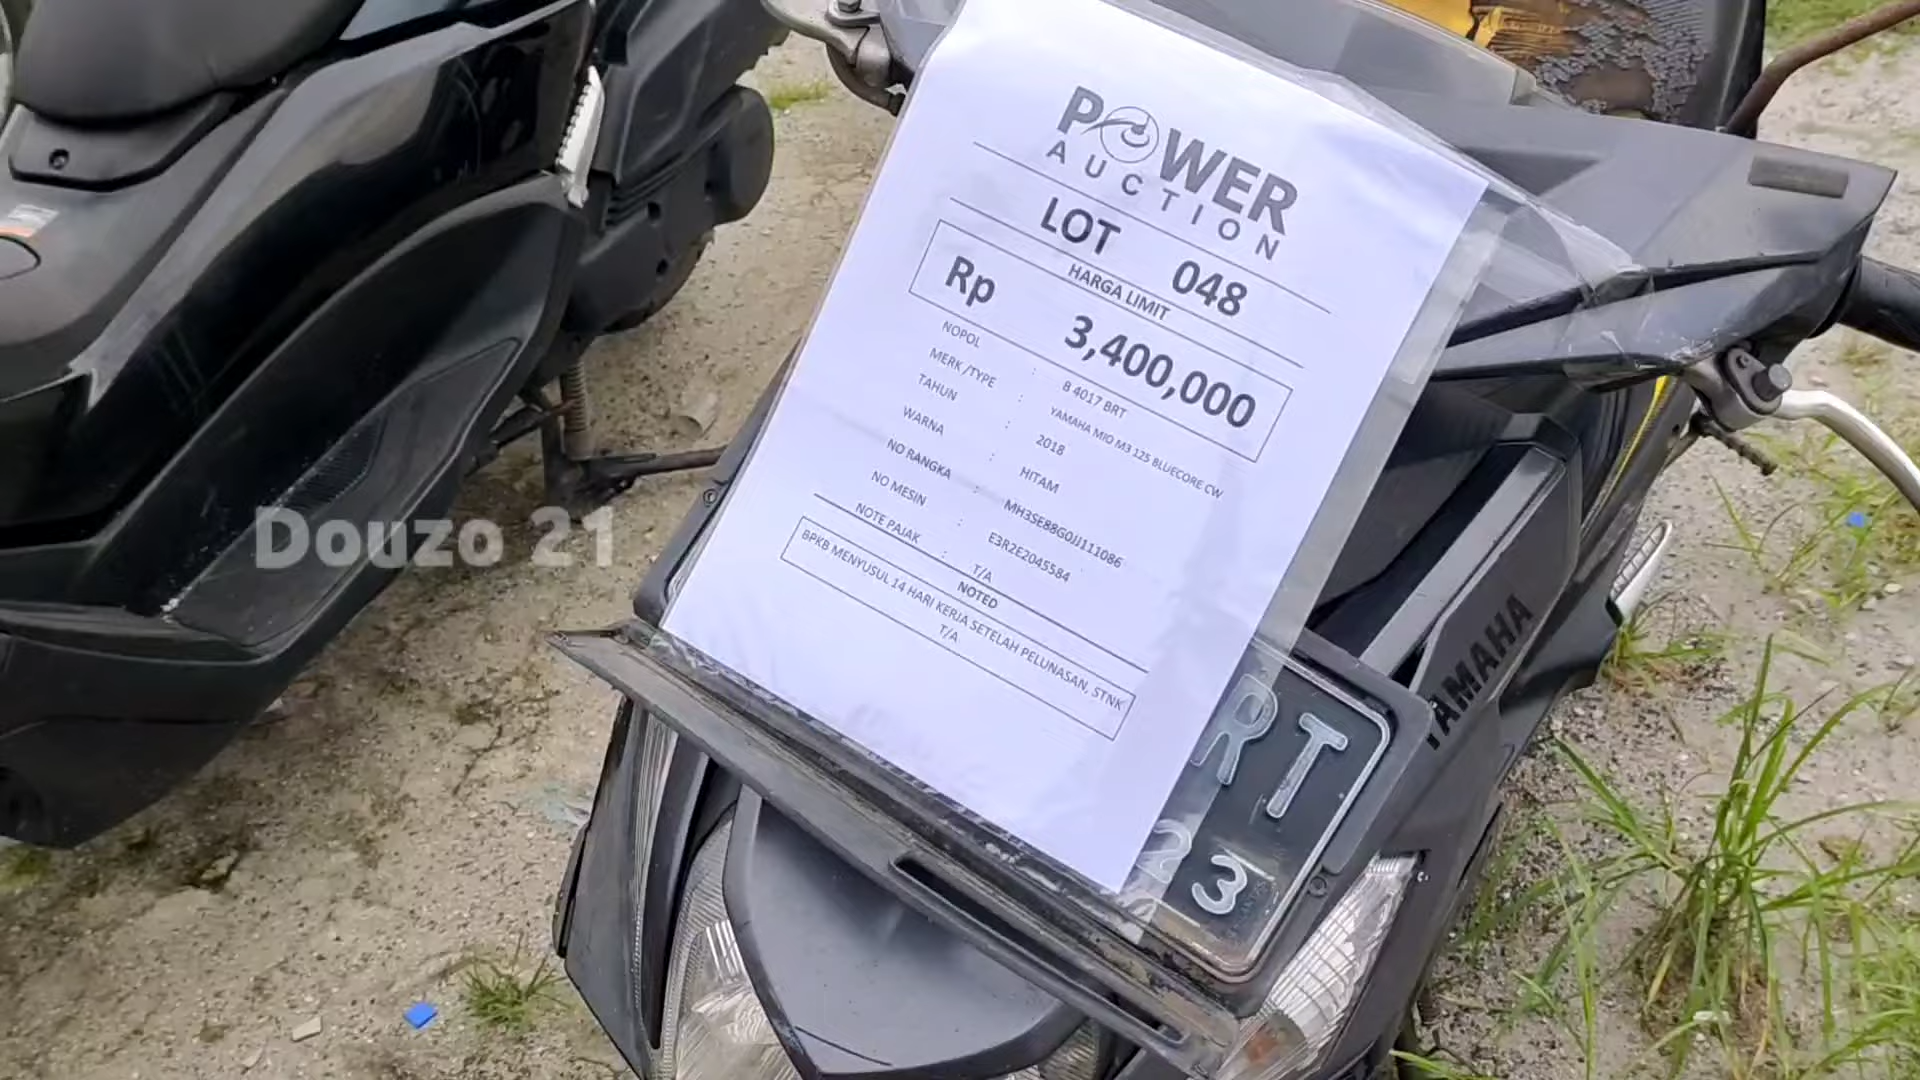 POWER
AUCTION
LOT 048
HARGA LIMIT
Rp 3,400,000
NOPOL : B 4017 BRT
MERK /TYPE : YAMAHA MIO M3 125 BLUECORE CW
TAHUN : 2018
WARNA : HITAM
NO RANGKA : MH3SE88G0JJ111086
NO MESIN : E3R2E2045584
NOTE PAJAK : T/A
NOTED
BPKB MENYUSUL 14 HARI KERJA SETELAH PELUNASAN, STNK
T/A
RT
23
YAMAHA
Douzo 21